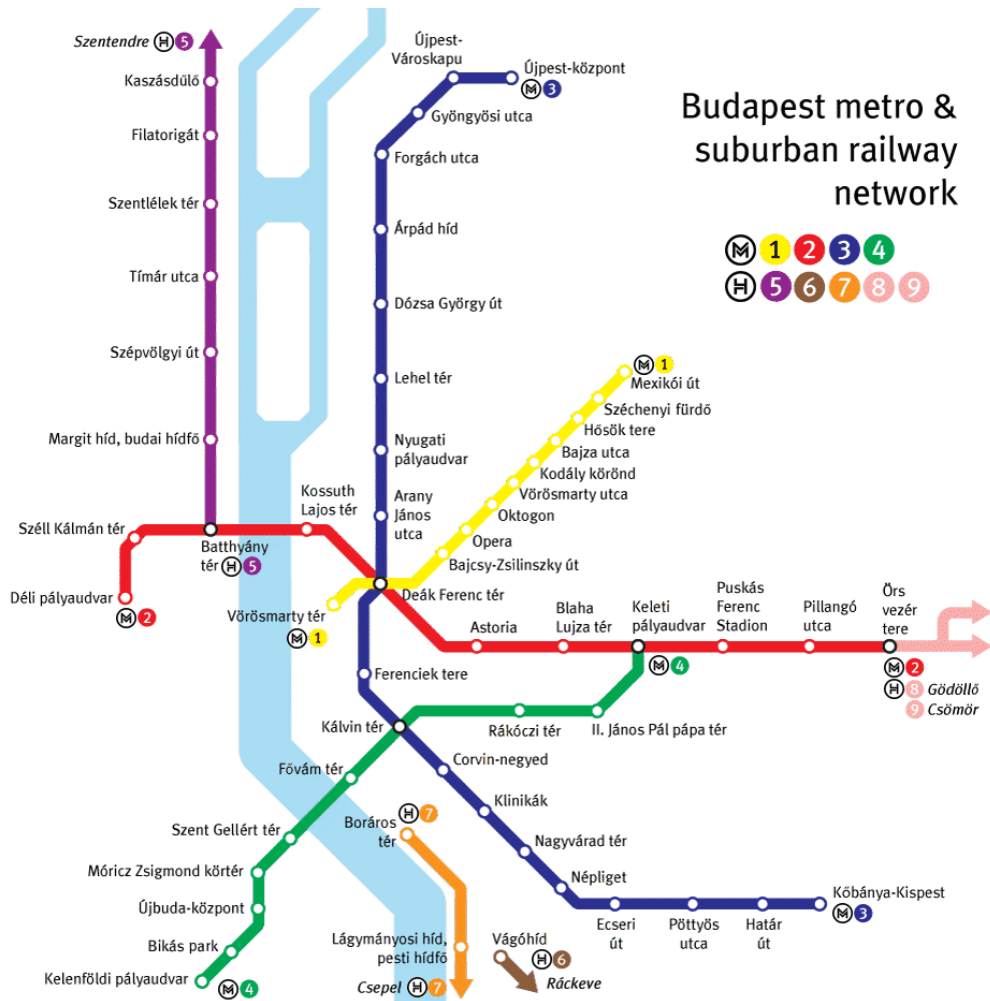 Budapest metro &
suburban railway
network
M 1 2 3 4
H 5 6 7 8 9
Szentendre H 5
Kaszásdűlő
Filatorigát
Szentlélek tér
Tímár utca
Szépvölgyi út
Margit híd, budai hídfő
Újpest-
Városkapu
Újpest-központ
M 3
Gyöngyösi utca
Forgách utca
Árpád híd
Dózsa György út
Lehel tér
Nyugati
pályaudvar
Arany
János
utca
M 1
Mexikói út
Széchenyi fürdő
Hősök tere
Bajza utca
Kodály körönd
Vörösmarty utca
Oktogon
Opera
Bajcsy-Zsilinszky út
Deák Ferenc tér
Vörösmarty tér
M 1
Kossuth
Lajos tér
Széll Kálmán tér
Batthyány
tér H 5
Déli pályaudvar
M 2
Astoria
Blaha
Lujza tér
Keleti
pályaudvar
M 4
Puskás
Ferenc
Stadion
Pillangó
utca
Örs
vezér
tere
M 2
H 8 Gödöllő
9 Csömör
Ferenciek tere
Kálvin tér
Rákóczi tér
II. János Pál pápa tér
Fővám tér
Corvin-negyed
Klinikák
Nagyvárad tér
Népliget
Ecseri
út
Pöttyös
utca
Határ
út
Kőbánya-Kispest
M 3
Szent Gellért tér
Móricz Zsigmond körtér
Újbuda-központ
Bikás park
Kelenföldi pályaudvar
M 4
H 7
Boráros
tér
Lágymányosi híd,
pesti hídfő
Csepel H 7
Vágóhíd H 6
Ráckeve